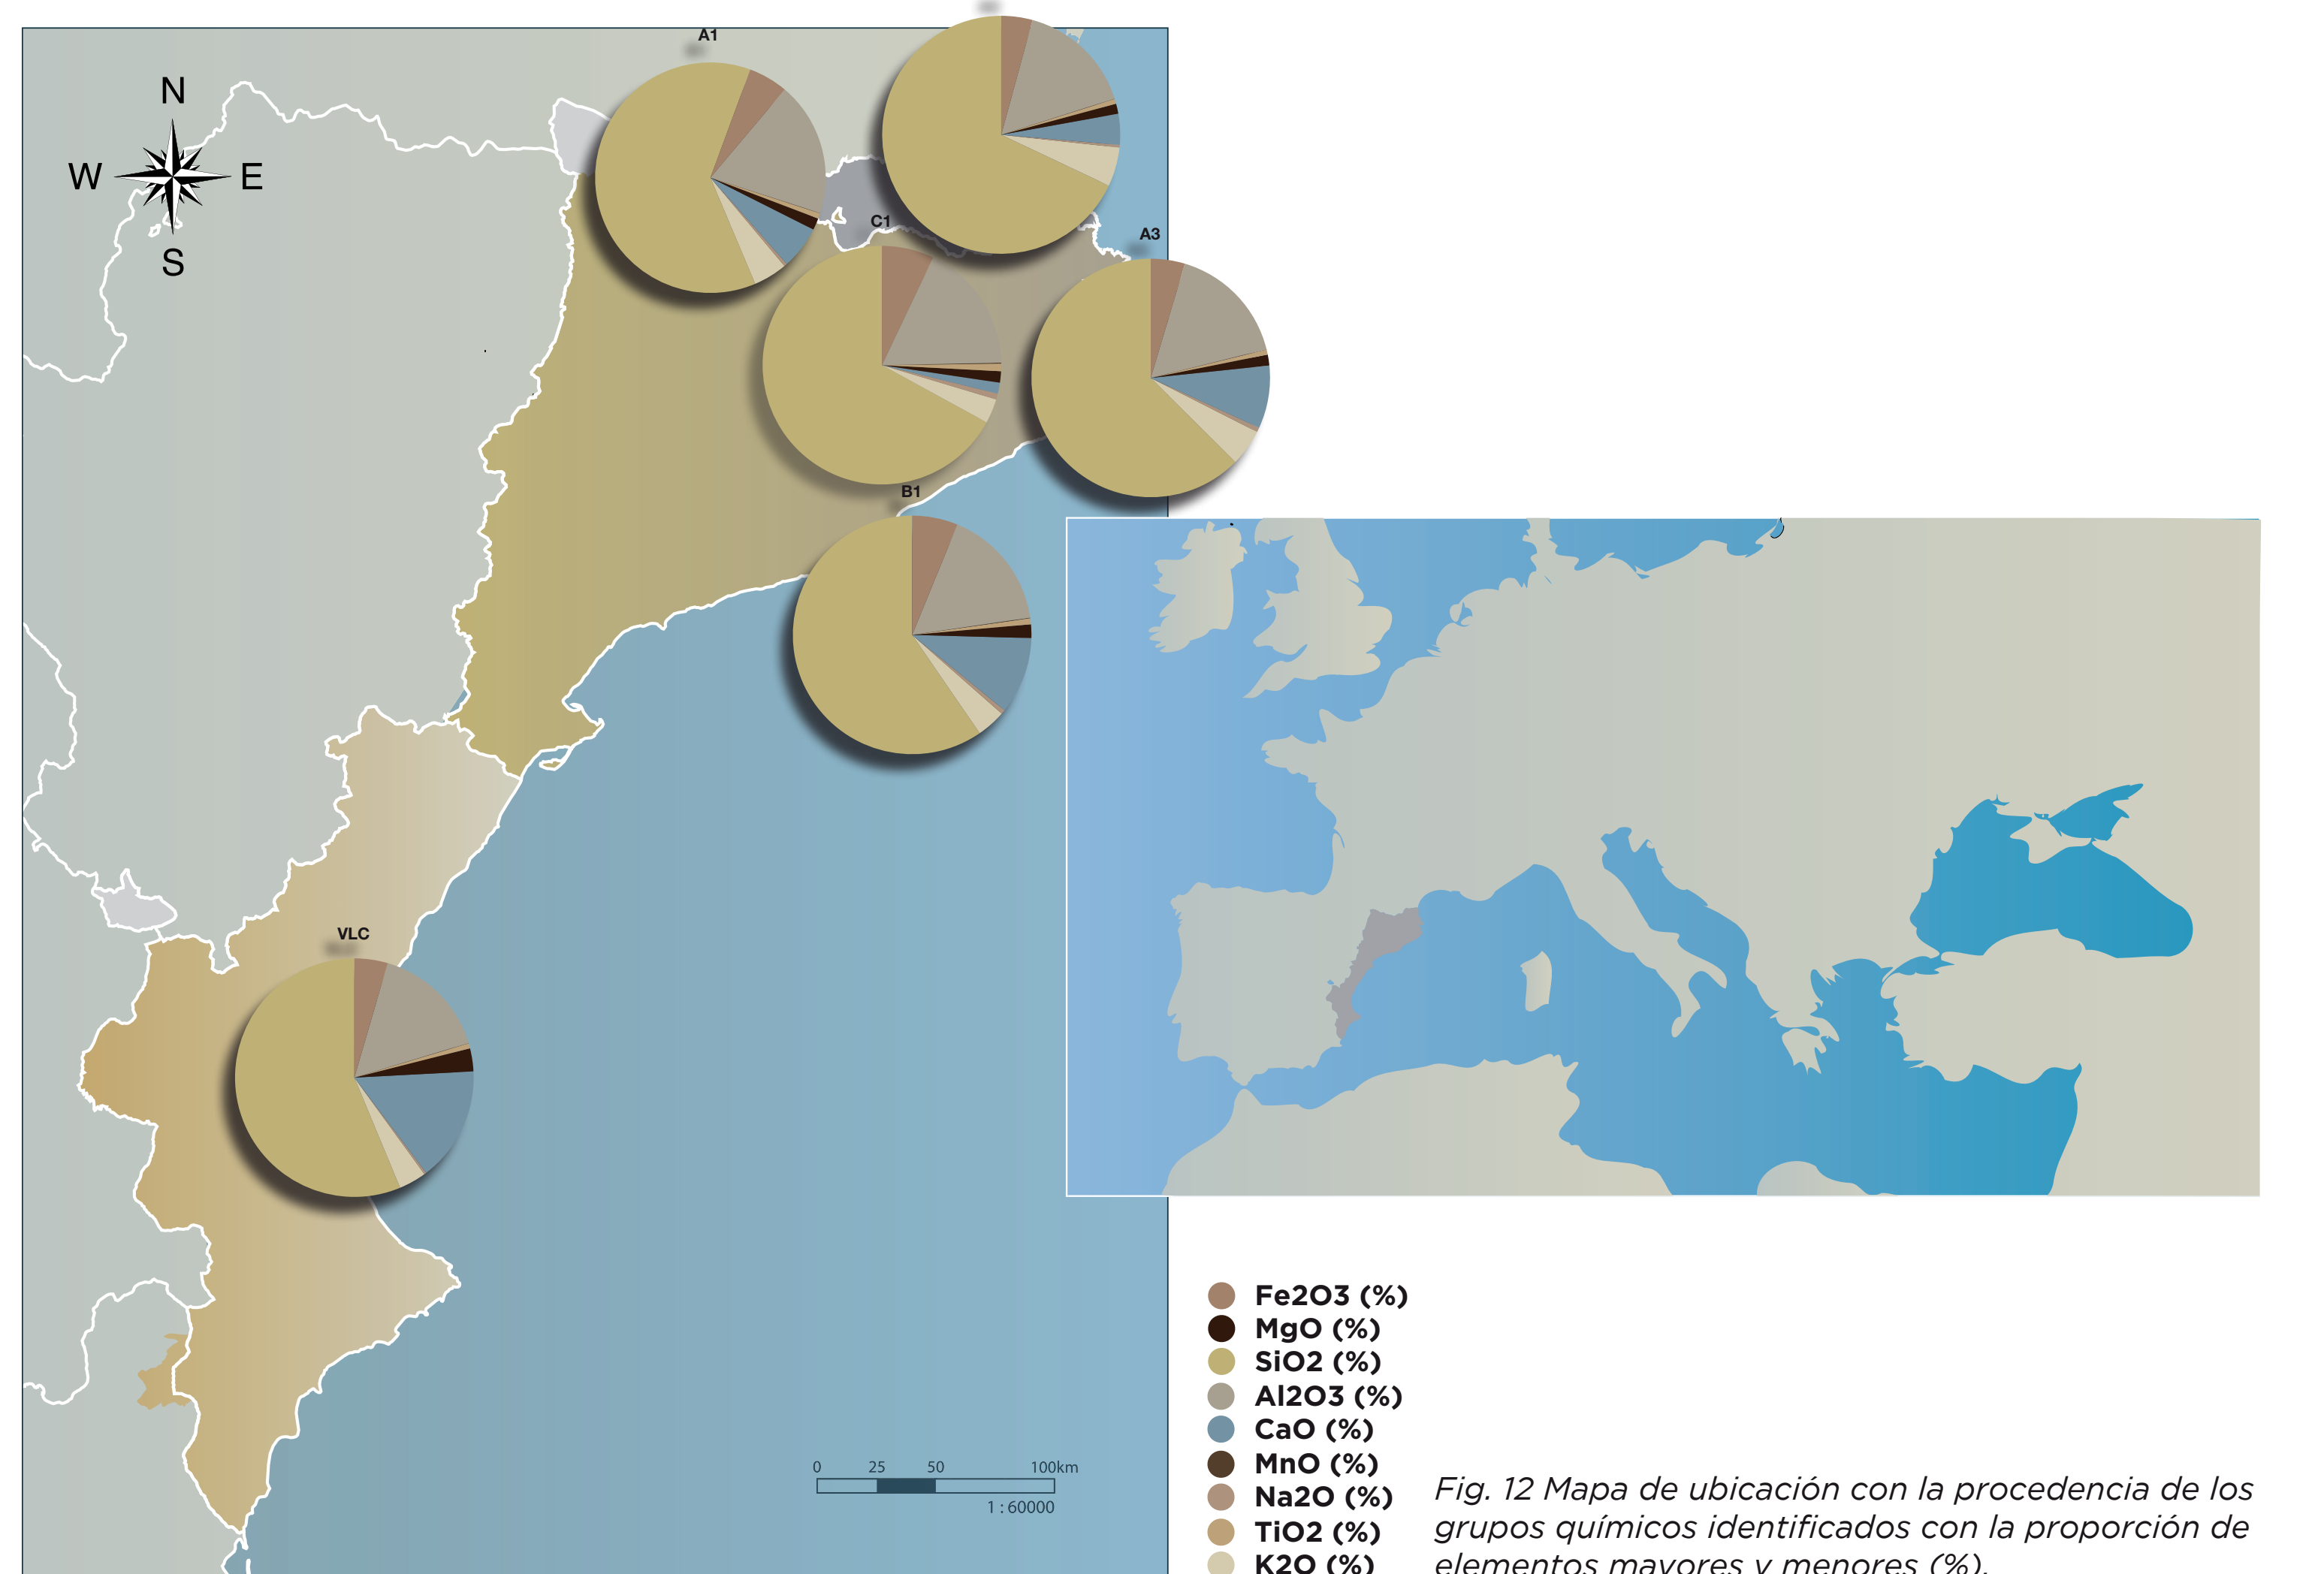 A1
N
W
E
S
C1
A3
B1
VLC
0 25 50 100km
1 : 60000
Fe2O3 (%)
MgO (%)
SiO2 (%)
Al2O3 (%)
CaO (%)
MnO (%)
Na2O (%)
TiO2 (%)
K2O (%)
Fig. 12 Mapa de ubicación con la procedencia de los
grupos químicos identificados con la proporción de
elementos mayores y menores (%).